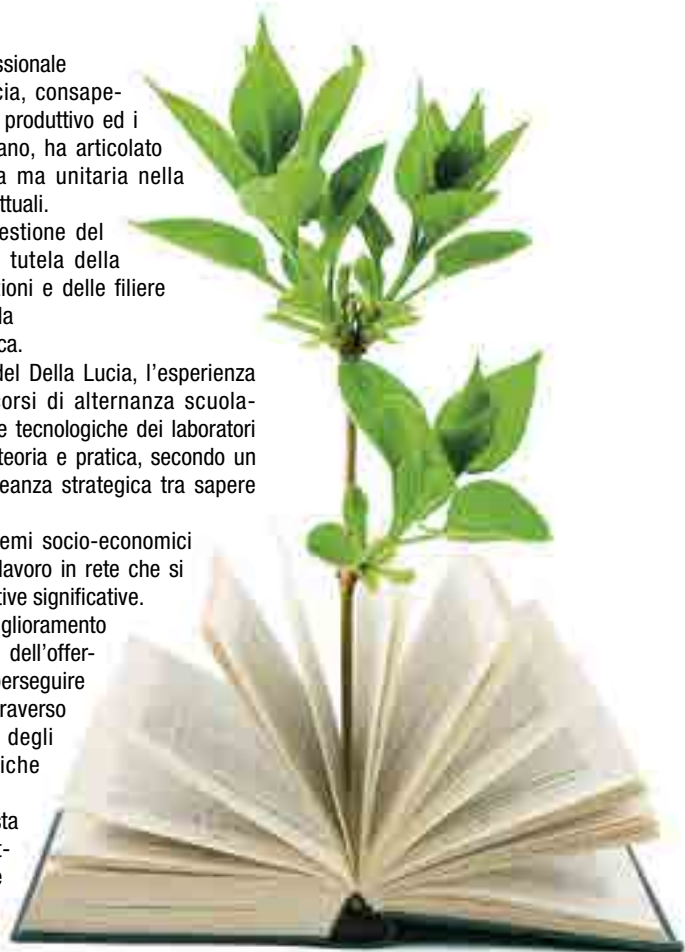 ssionale
cia, consape-
produttivo ed i
ano, ha articolato
a ma unitaria nella
ttuali.
estione del
tutela della
ioni e delle filiere
la
ca.
del Della Lucia, l'esperienza
corsi di alternanza scuola-
e tecnologiche dei laboratori
teoria e pratica, secondo un
eanza strategica tra sapere
emi socio-economici
lavoro in rete che si
tive significative.
glioramento
dell'offer-
perseguire
raverso
degli
iche
sta
t-
e